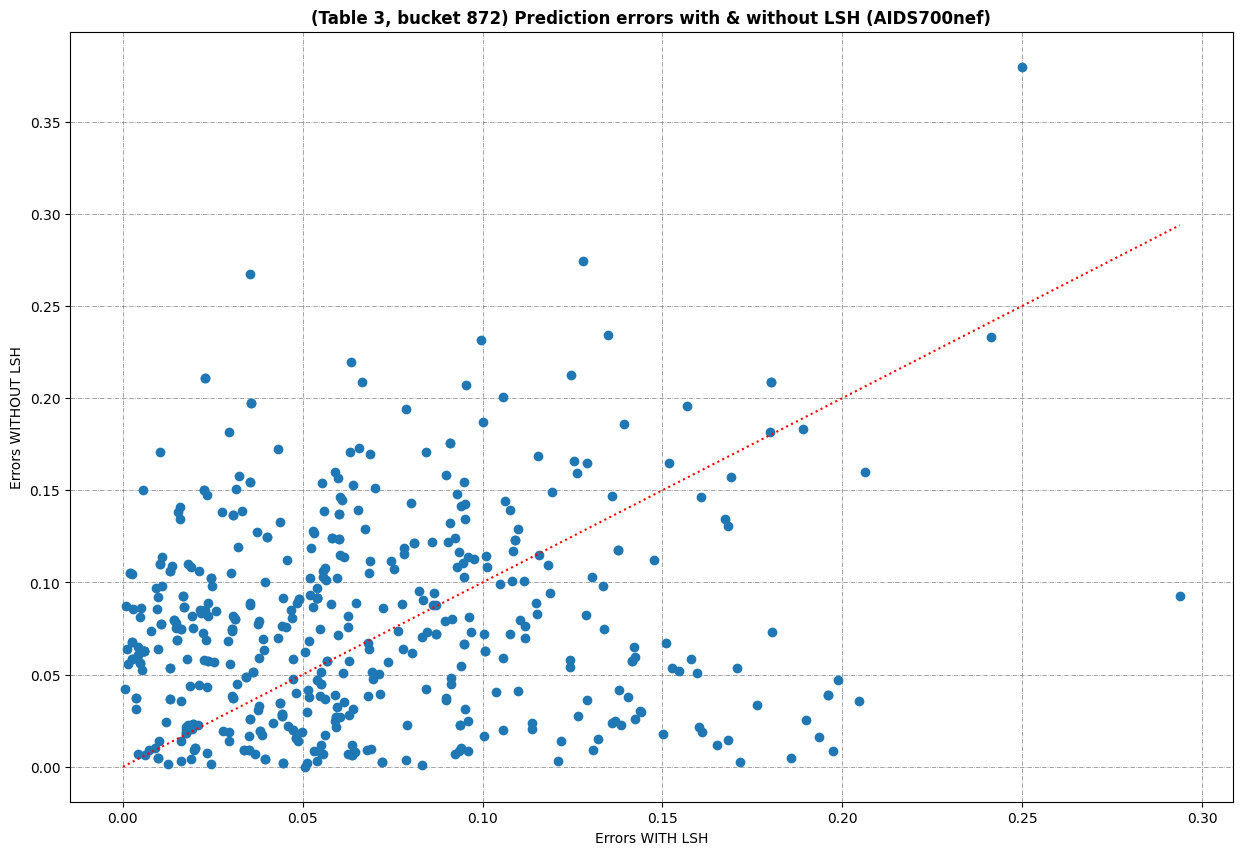 (Table 3, bucket 872) Prediction errors with & without LSH (AIDS700nef)
Errors WITHOUT LSH
0.35
0.30
0.25
0.20
0.15
0.10
0.05
0.00
0.00 0.05 0.10 0.15 0.20 0.25 0.30
Errors WITH LSH